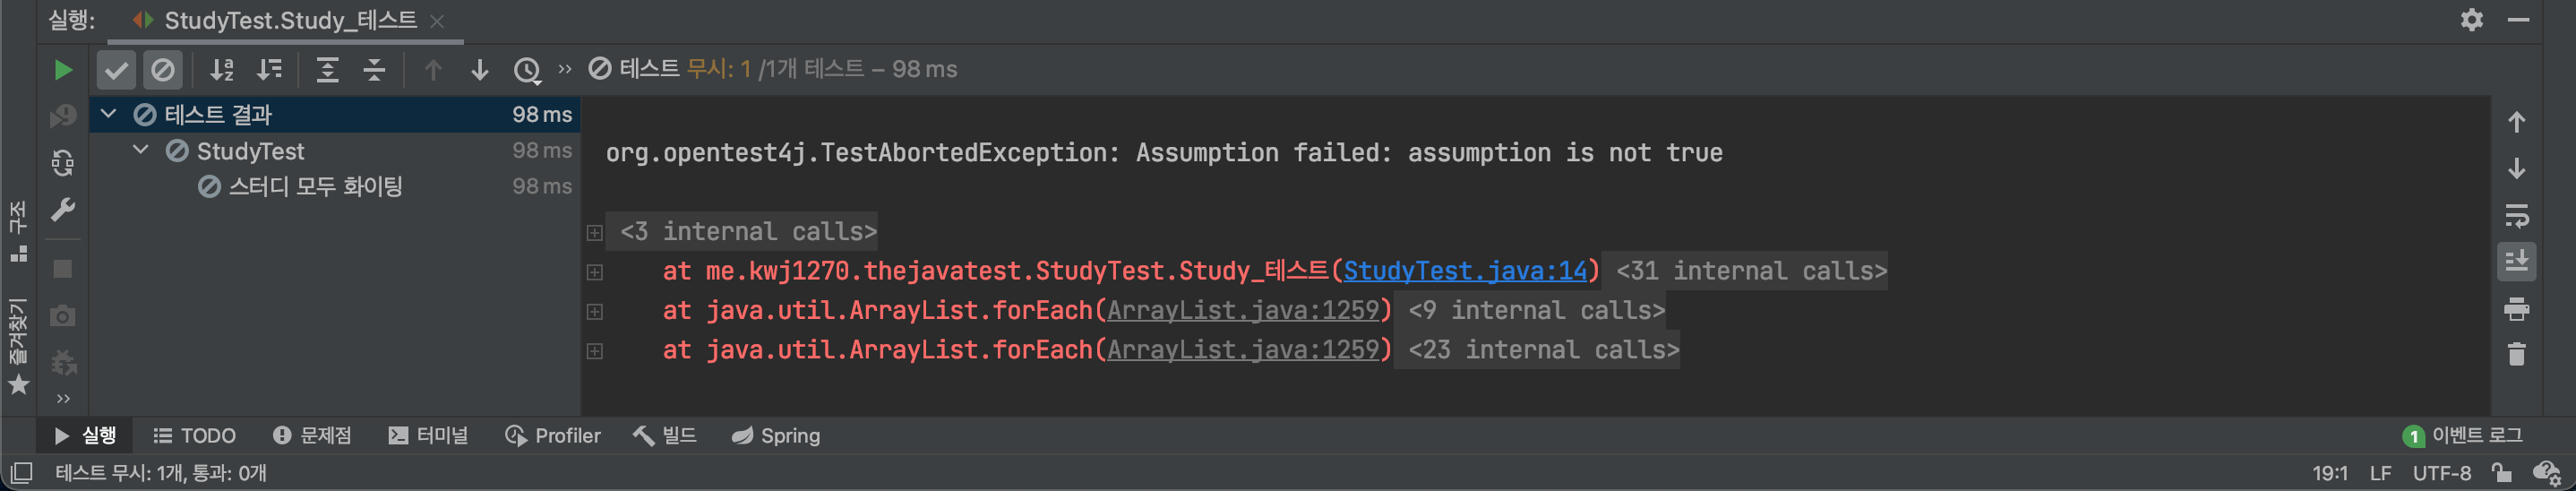 실행: StudyTest.Study_테스트
테스트 무시: 1 /1개 테스트 – 98 ms
테스트 결과 98 ms
StudyTest 98 ms
스터디 모두 화이팅 98 ms
org.opentest4j.TestAbortedException: Assumption failed: assumption is not true
<3 internal calls>
at me.kwj1270.thejavatest.StudyTest.Study_테스트(StudyTest.java:14) <31 internal calls>
at java.util.ArrayList.forEach(ArrayList.java:1259) <9 internal calls>
at java.util.ArrayList.forEach(ArrayList.java:1259) <23 internal calls>
구조
즐겨찾기
실행 TODO 문제점 터미널 Profiler 빌드 Spring 1 이벤트 로그
테스트 무시: 1개, 통과: 0개 19:1 LF UTF-8